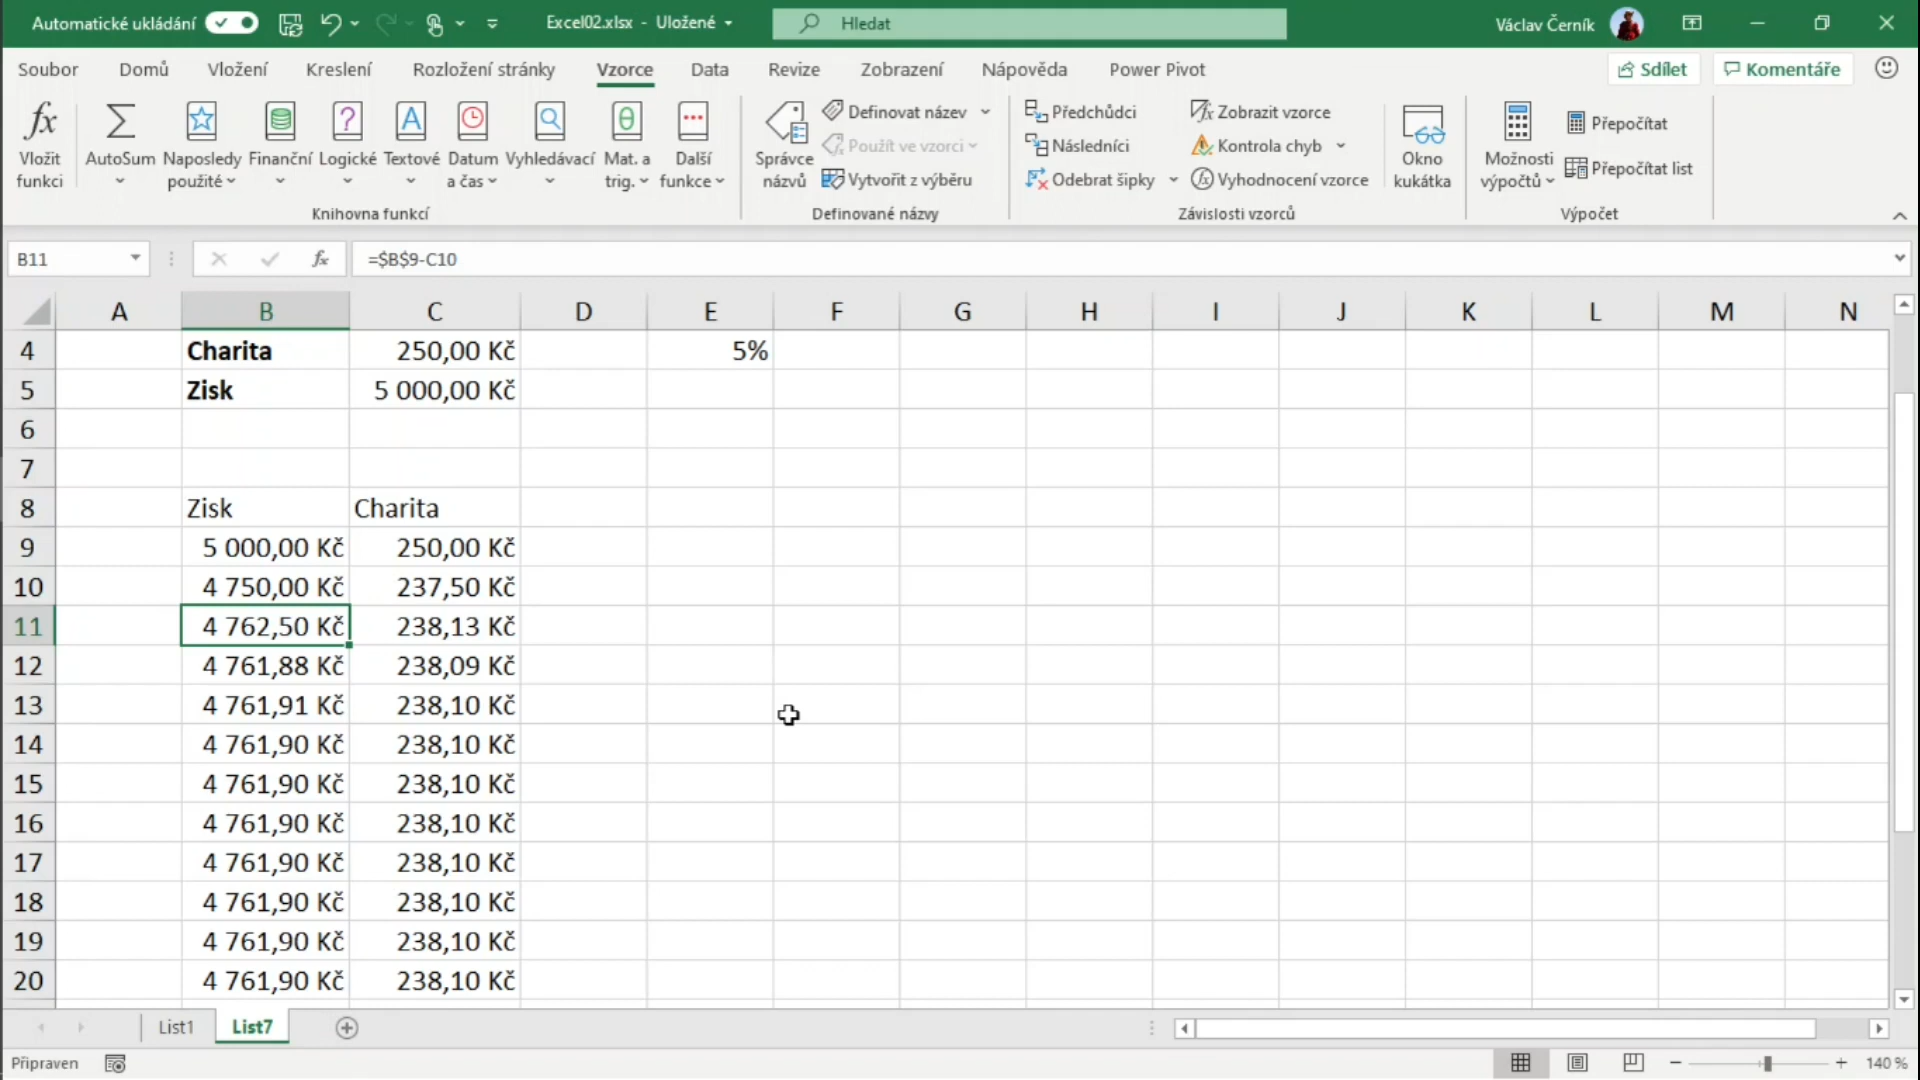 Automatické ukládání
Excel02.xlsx - Uložené
Hledat
Václav Černík
Soubor Domů Vložení Kreslení Rozložení stránky Vzorce Data Revize Zobrazení Nápověda Power Pivot
Sdílet Komentáře
Vložit funkci
AutoSum
Naposledy použité
Finanční
Logické
Textové
Datum a čas
Vyhledávací
Mat. a trig.
Další funkce
Knihovna funkcí
Správce názvů
Definovat název
Použít ve vzorci
Vytvořit z výběru
Definované názvy
Předchůdci
Následníci
Odebrat šipky
Zobrazit vzorce
Kontrola chyb
Vyhodnocení vzorce
Závislosti vzorců
Okno kukátka
Možnosti výpočtů
Přepočítat
Přepočítat list
Výpočet
B11 fx =$B$9-C10
A B C D E F G H I J K L M N
4 Charita 250,00 Kč 5%
5 Zisk 5 000,00 Kč
6
7
8 Zisk Charita
9 5 000,00 Kč 250,00 Kč
10 4 750,00 Kč 237,50 Kč
11 4 762,50 Kč 238,13 Kč
12 4 761,88 Kč 238,09 Kč
13 4 761,91 Kč 238,10 Kč
14 4 761,90 Kč 238,10 Kč
15 4 761,90 Kč 238,10 Kč
16 4 761,90 Kč 238,10 Kč
17 4 761,90 Kč 238,10 Kč
18 4 761,90 Kč 238,10 Kč
19 4 761,90 Kč 238,10 Kč
20 4 761,90 Kč 238,10 Kč
List1 List7
Připraven
140 %